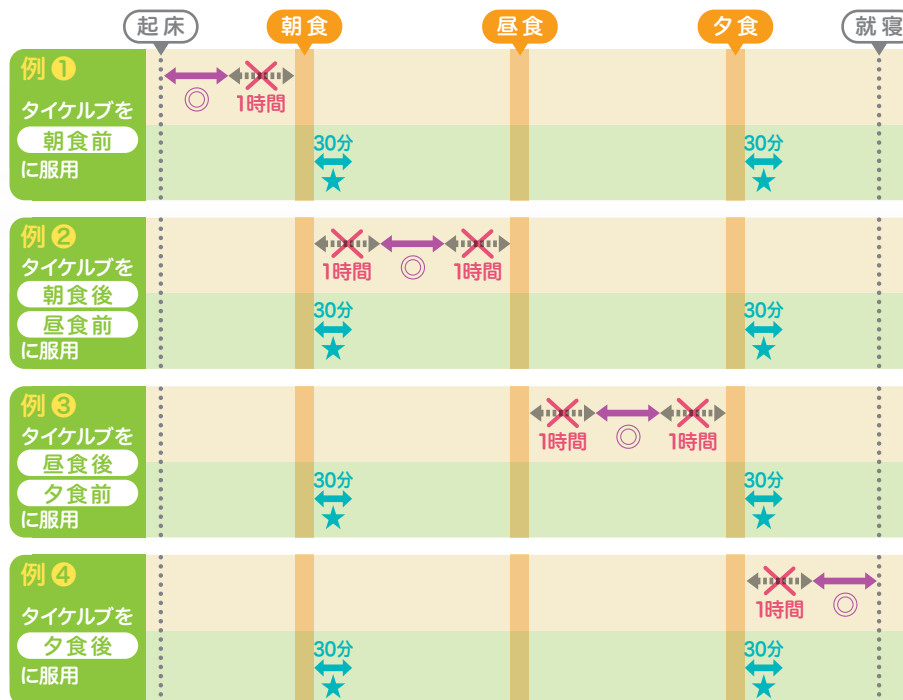 起床 朝食 昼食 夕食 就寝
例❶
タイケルブを
朝食前
に服用
◎ 1時間
30分 30分
★ ★
例❷
タイケルブを
朝食後
昼食前
に服用
1時間 ◎ 1時間
30分 30分
★ ★
例❸
タイケルブを
昼食後
夕食前
に服用
1時間 ◎ 1時間
30分 30分
★ ★
例❹
タイケルブを
夕食後
に服用
1時間 ◎
30分 30分
★ ★